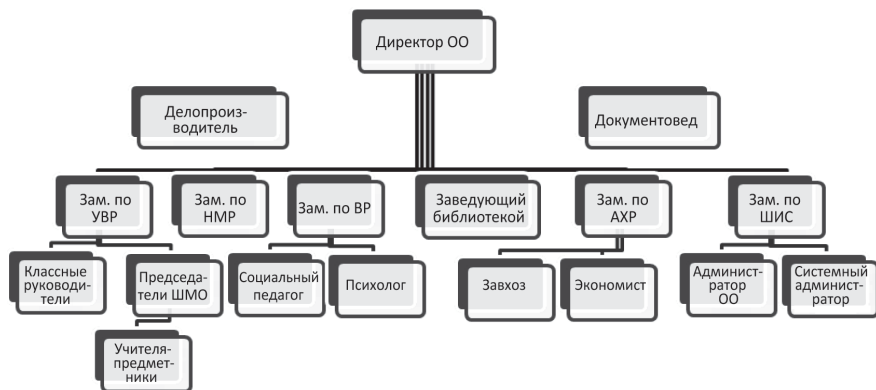 Директор ОО
Делопроиз-
водитель
Документовед
Зам. по
УВР
Зам. по
НМР
Зам. по ВР
Заведующий
библиотекой
Зам. по
АХР
Зам. по
ШИС
Классные
руководи-
тели
Председа-
тели ШМО
Социальный
педагог
Психолог
Завхоз
Экономист
Админист-
ратор
ОО
Системный
админист-
ратор
Учителя-
предмет-
ники